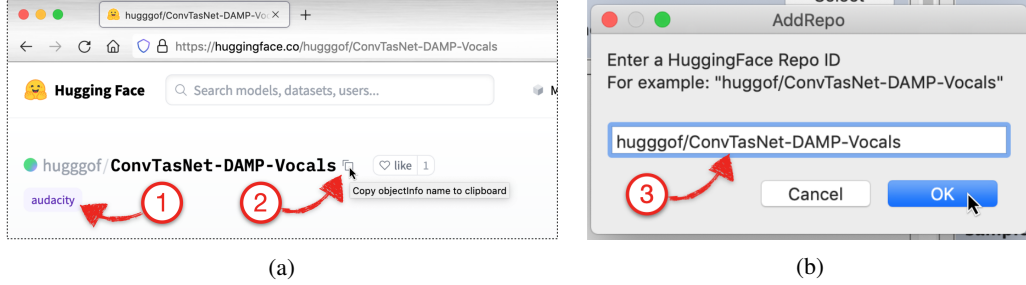 hugggof/ConvTasNet-DAMP-Voc
https://huggingface.co/hugggof/ConvTasNet-DAMP-Vocals
Hugging Face
Search models, datasets, users...
hugggof/ConvTasNet-DAMP-Vocals
like 1
Copy objectInfo name to clipboard
audacity
1
2
(a)
AddRepo
Enter a HuggingFace Repo ID
For example: "huggof/ConvTasNet-DAMP-Vocals"
hugggof/ConvTasNet-DAMP-Vocals
3
Cancel
OK
(b)